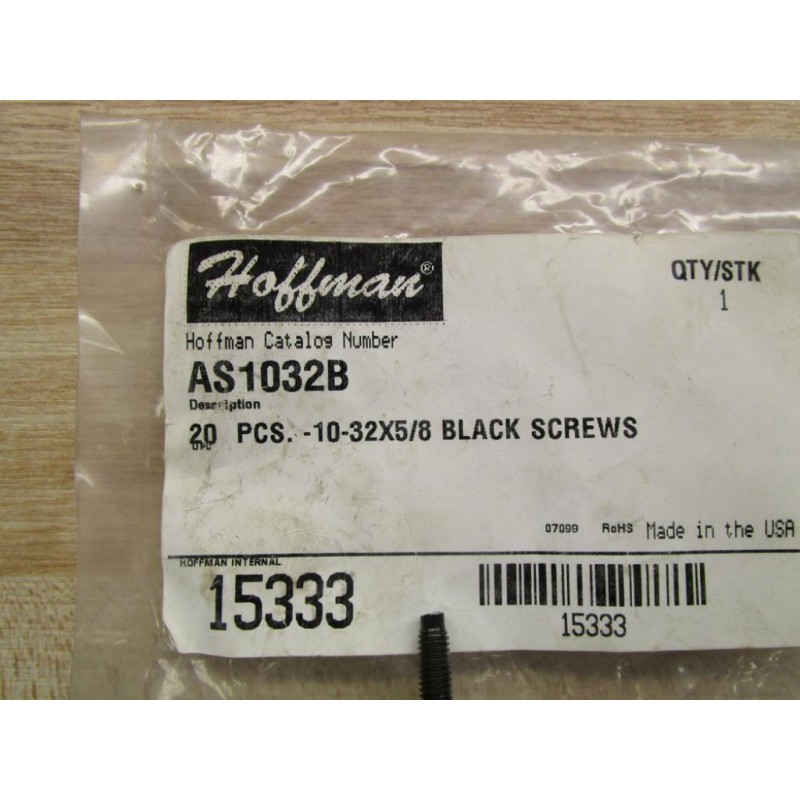 Hoffman®
QTY/STK
1
Hoffman Catalog Number
AS1032B
Description
20 PCS. -10-32X5/8 BLACK SCREWS
UPC
07099 RoHS Made in the USA
HOFFMAN INTERNAL
15333
15333